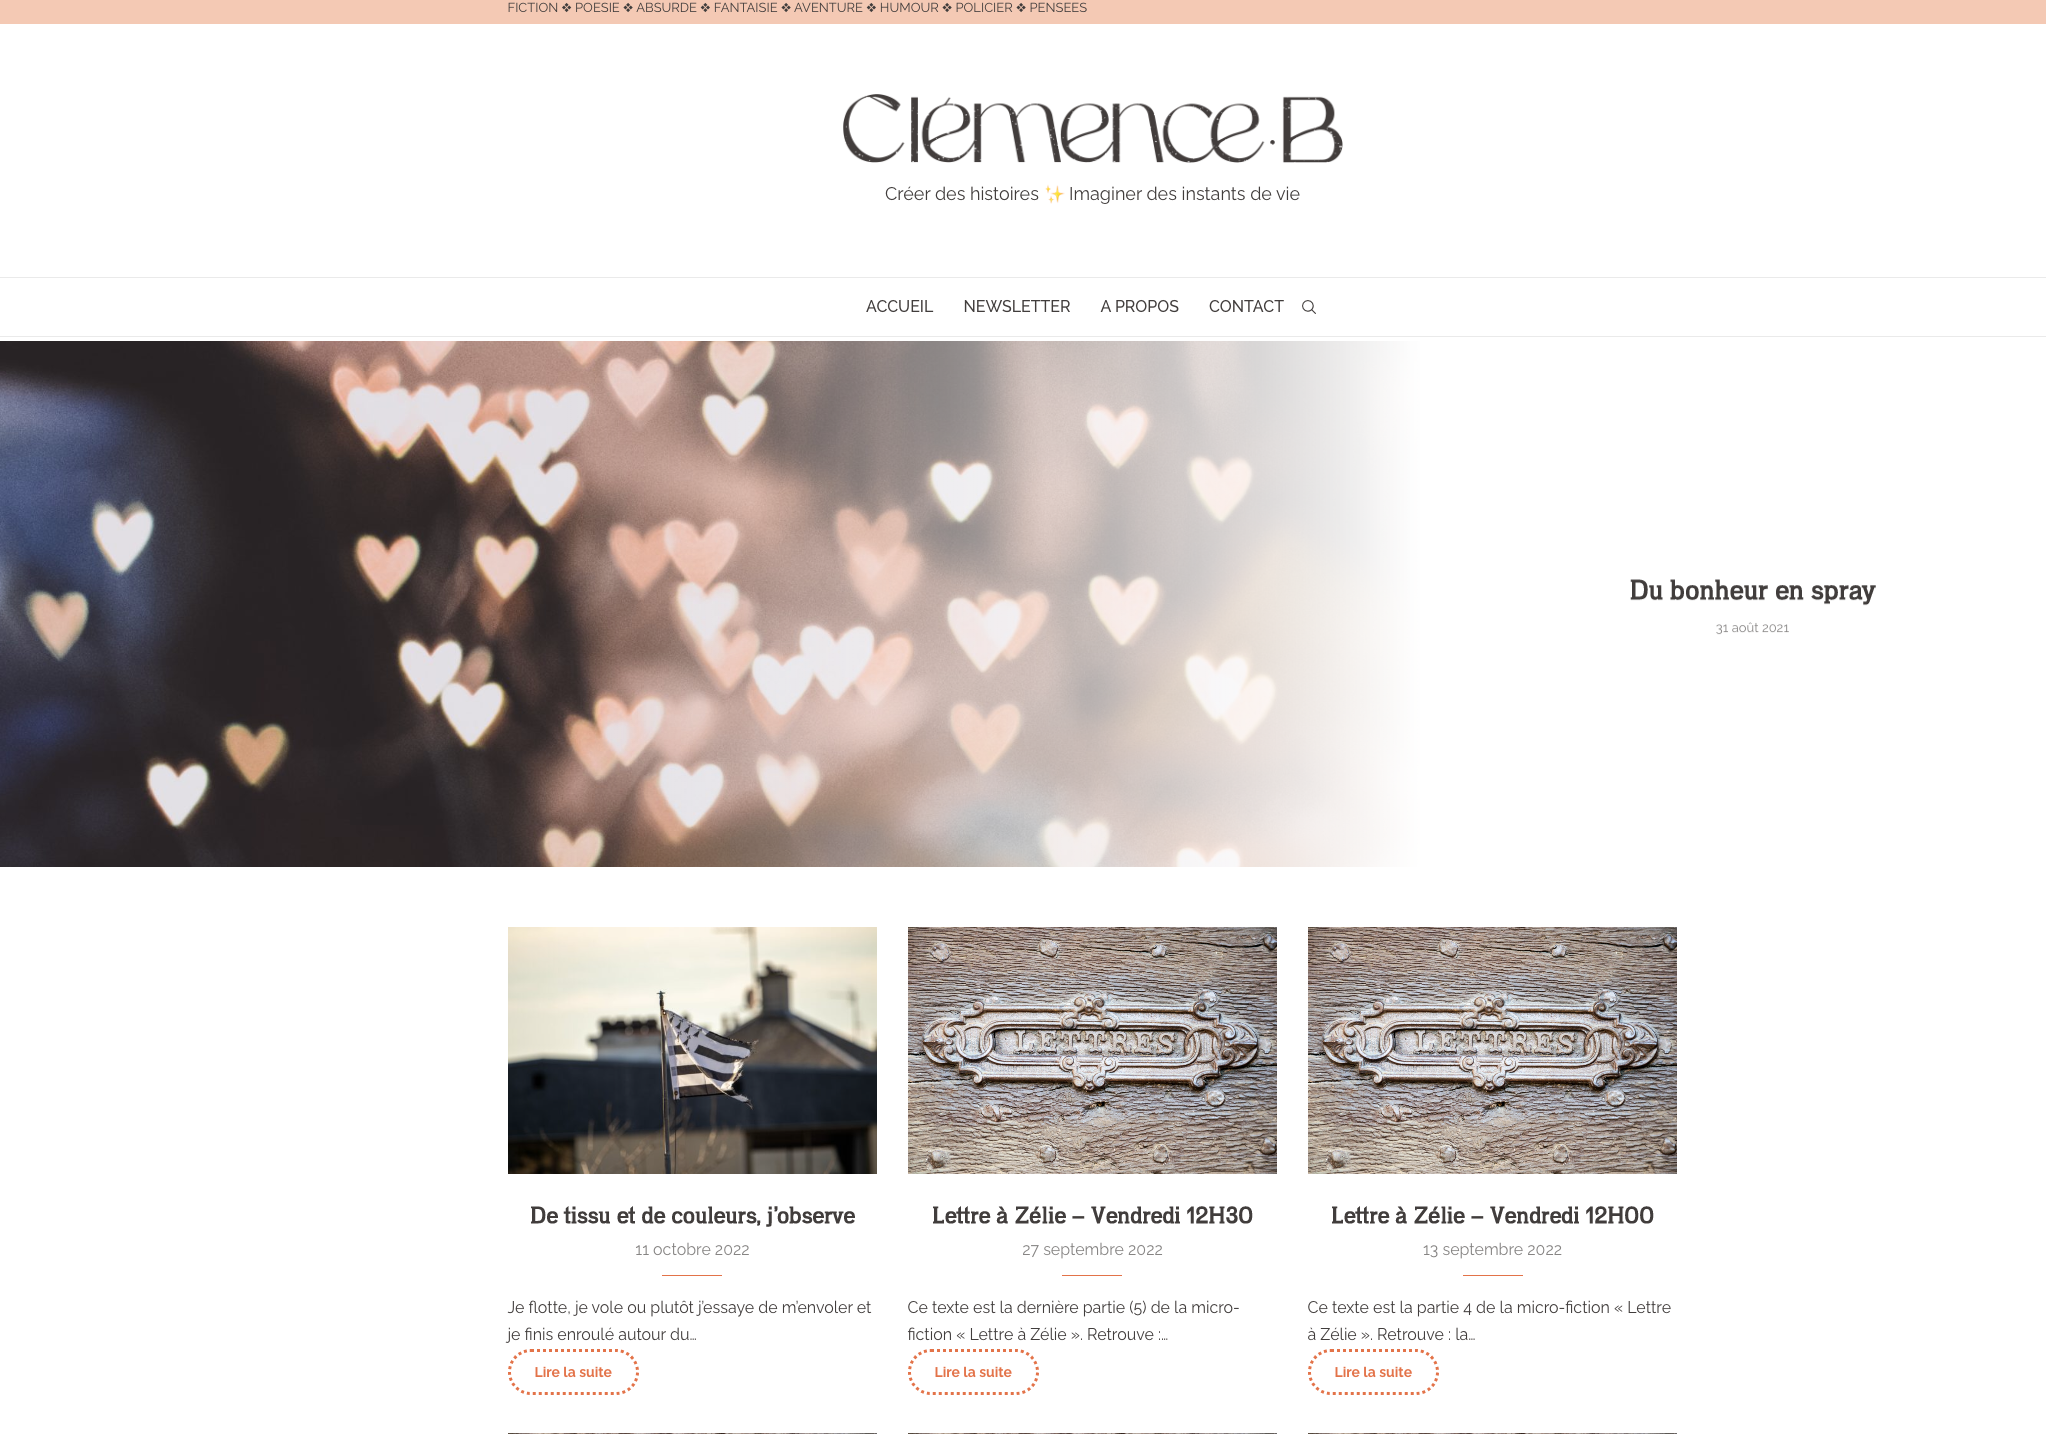 FICTION ❖ POESIE ❖ ABSURDE ❖ FANTAISIE ❖ AVENTURE ❖ HUMOUR ❖ POLICIER ❖ PENSEES
Clémence·B
Créer des histoires ✨ Imaginer des instants de vie
ACCUEIL NEWSLETTER A PROPOS CONTACT
Du bonheur en spray
31 août 2021
LETTRES
LETTRES
De tissu et de couleurs, j'observe
11 octobre 2022
Je flotte, je vole ou plutôt j'essaye de m'envoler et
je finis enroulé autour du…
Lire la suite
Lettre à Zélie – Vendredi 12H30
27 septembre 2022
Ce texte est la dernière partie (5) de la micro-
fiction « Lettre à Zélie ». Retrouve :…
Lire la suite
Lettre à Zélie – Vendredi 12H00
13 septembre 2022
Ce texte est la partie 4 de la micro-fiction « Lettre
à Zélie ». Retrouve : la…
Lire la suite